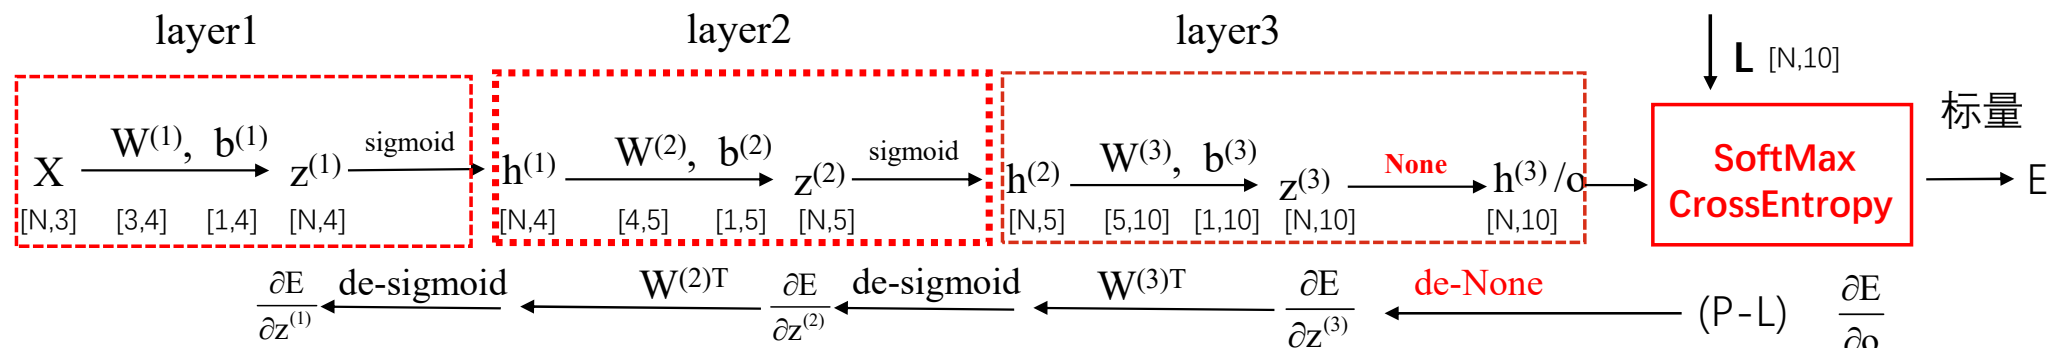 layer1 layer2 layer3
L [N,10]
标量
W(1), b(1) sigmoid W(2), b(2) sigmoid W(3), b(3) None SoftMax
X z(1) h(1) z(2) h(2) z(3) h(3) /o CrossEntropy E
[N,3] [3,4] [1,4] [N,4] [N,4] [4,5] [1,5] [N,5] [N,5] [5,10] [1,10] [N,10] [N,10]
∂E/∂z(1) de-sigmoid W(2)T ∂E/∂z(2) de-sigmoid W(3)T ∂E/∂z(3) de-None (P-L) ∂E/∂o